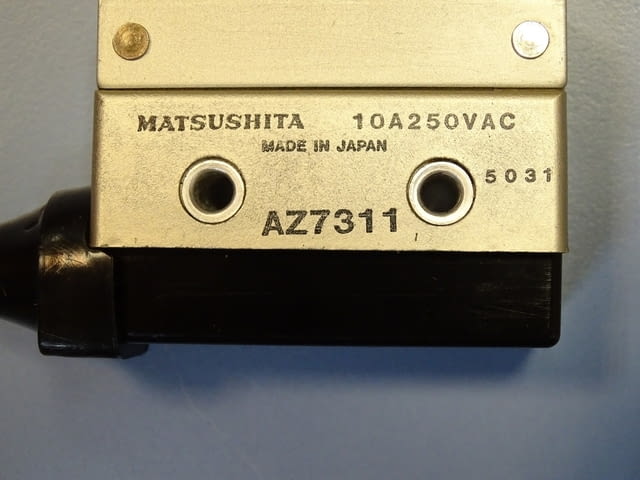 MATSUSHITA 10A250VAC
MADE IN JAPAN
5031
AZ7311